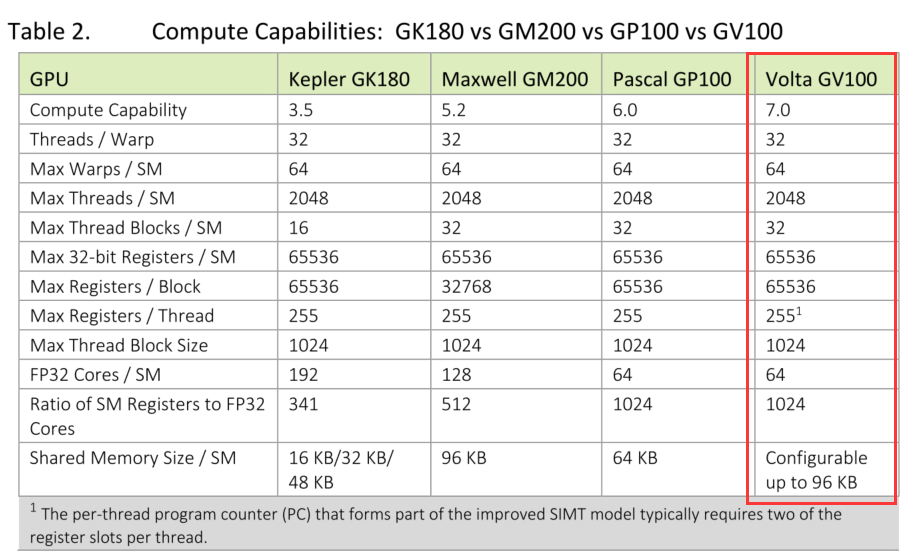 Table 2. Compute Capabilities: GK180 vs GM200 vs GP100 vs GV100
GPU Kepler GK180 Maxwell GM200 Pascal GP100 Volta GV100
Compute Capability 3.5 5.2 6.0 7.0
Threads / Warp 32 32 32 32
Max Warps / SM 64 64 64 64
Max Threads / SM 2048 2048 2048 2048
Max Thread Blocks / SM 16 32 32 32
Max 32-bit Registers / SM 65536 65536 65536 65536
Max Registers / Block 65536 32768 65536 65536
Max Registers / Thread 255 255 255 255¹
Max Thread Block Size 1024 1024 1024 1024
FP32 Cores / SM 192 128 64 64
Ratio of SM Registers to FP32 341 512 1024 1024
Cores
Shared Memory Size / SM 16 KB/32 KB/ 96 KB 64 KB Configurable
48 KB up to 96 KB
¹ The per-thread program counter (PC) that forms part of the improved SIMT model typically requires two of the
register slots per thread.